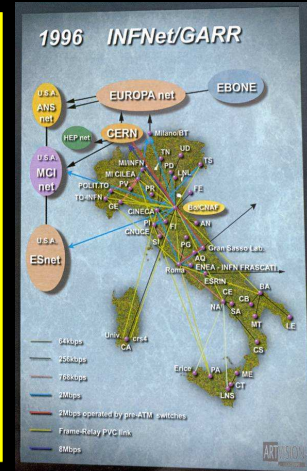 1996 INFNet/GARR
U.S.A.
ANS
net
EUROPA net
EBONE
HEP net
CERN
Milano/BT
U.S.A.
MCI
net
UD
TN
TS
PD
LNL
MI/INFN
MI/CILEA
PV
PR
FE
POLIT.TO
TO-INFN
GE
Bo/CNAF
CINECA
AN
PI
FI
CNUCE
SI
U.S.A.
ESnet
PG
Gran Sasso Lab.
AQ
Roma
ENEA - INFN FRASCATI
ESRIN
CE
BA
NA
CB
SA
MT
LE
CS
Univ.
crs4
CA
64kbps
256kbps
768kbps
2Mbps
2Mbps operated by pre-ATM switches
Frame-Relay PVC link
8Mbps
Erice
PA
ME
CT
LNS